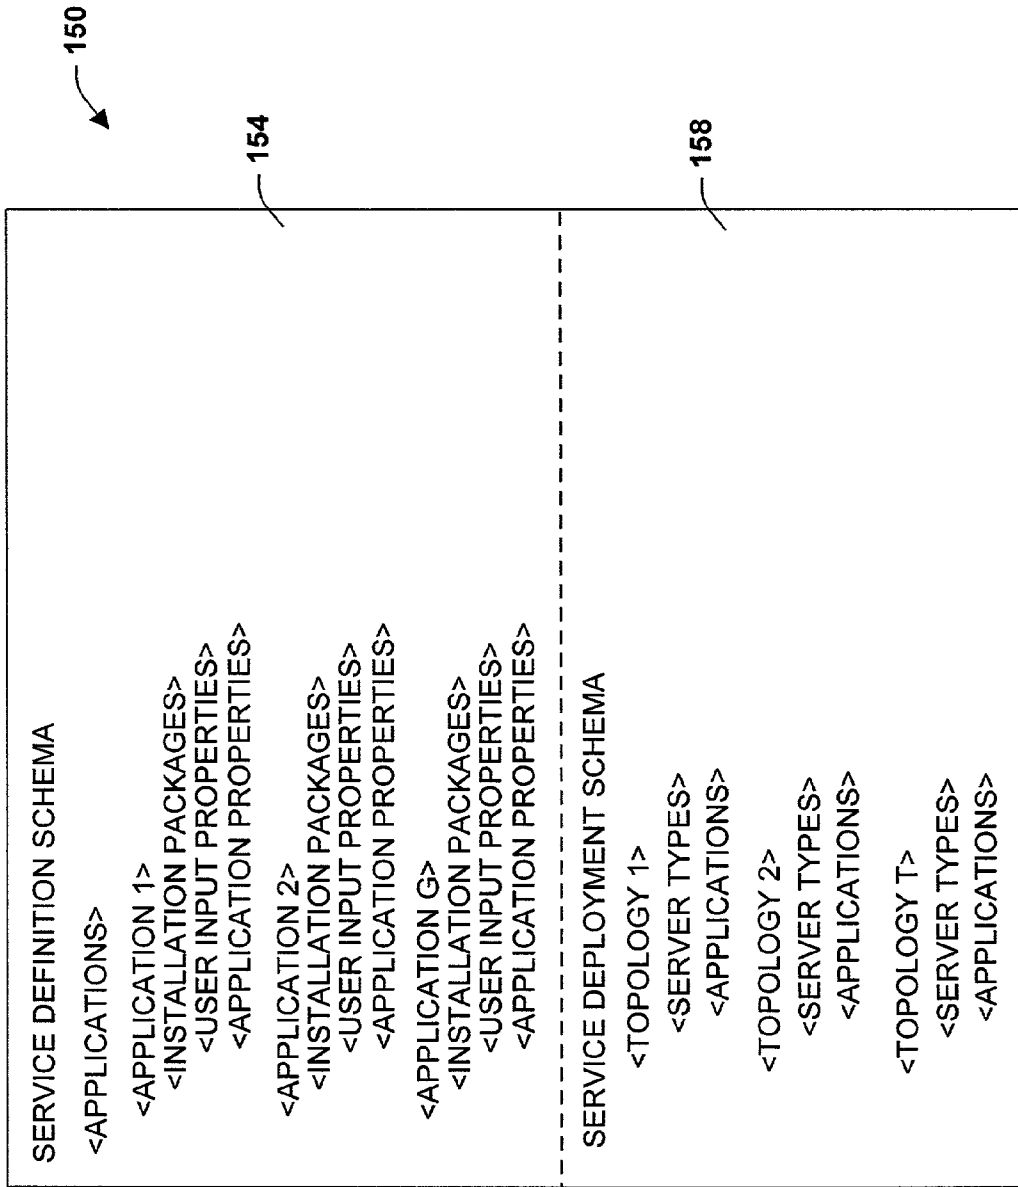 150
SERVICE DEFINITION SCHEMA
154
<APPLICATIONS>
<APPLICATION 1>
<INSTALLATION PACKAGES>
<USER INPUT PROPERTIES>
<APPLICATION PROPERTIES>
<APPLICATION 2>
<INSTALLATION PACKAGES>
<USER INPUT PROPERTIES>
<APPLICATION PROPERTIES>
<APPLICATION G>
<INSTALLATION PACKAGES>
<USER INPUT PROPERTIES>
<APPLICATION PROPERTIES>
SERVICE DEPLOYMENT SCHEMA
158
<TOPOLOGY 1>
<SERVER TYPES>
<APPLICATIONS>
<TOPOLOGY 2>
<SERVER TYPES>
<APPLICATIONS>
<TOPOLOGY T>
<SERVER TYPES>
<APPLICATIONS>